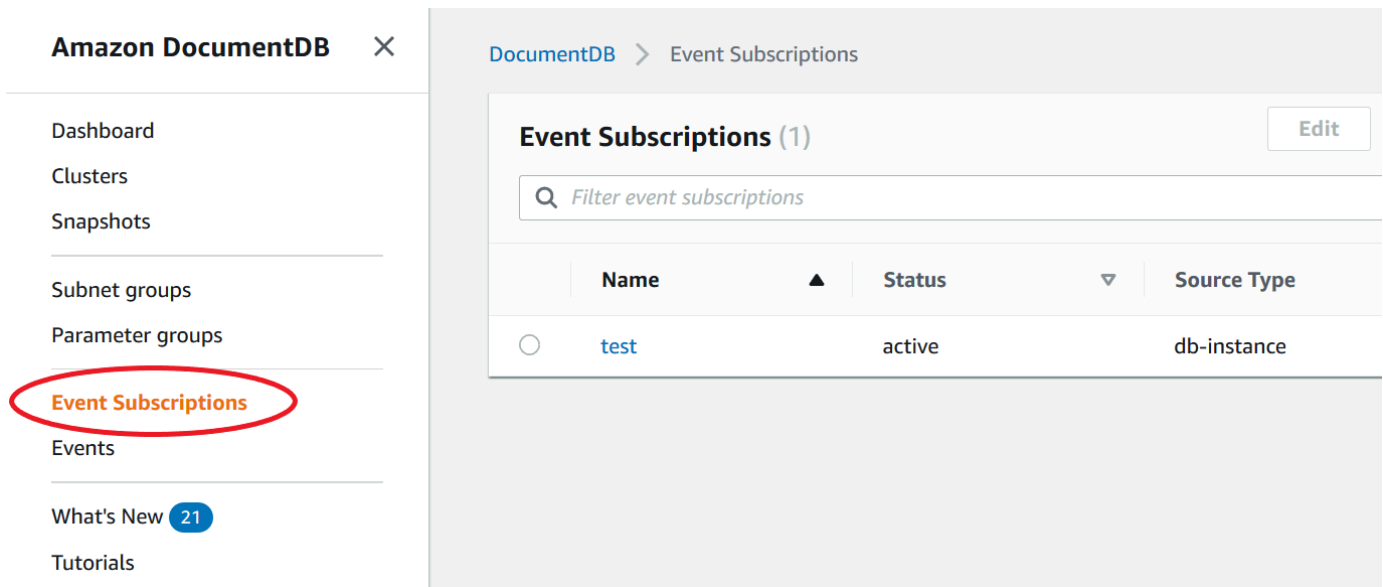 Amazon DocumentDB
Dashboard
Clusters
Snapshots
Subnet groups
Parameter groups
Event Subscriptions
Events
What's New 21
Tutorials
DocumentDB > Event Subscriptions
Event Subscriptions (1)
Edit
Filter event subscriptions
Name Status Source Type
test active db-instance